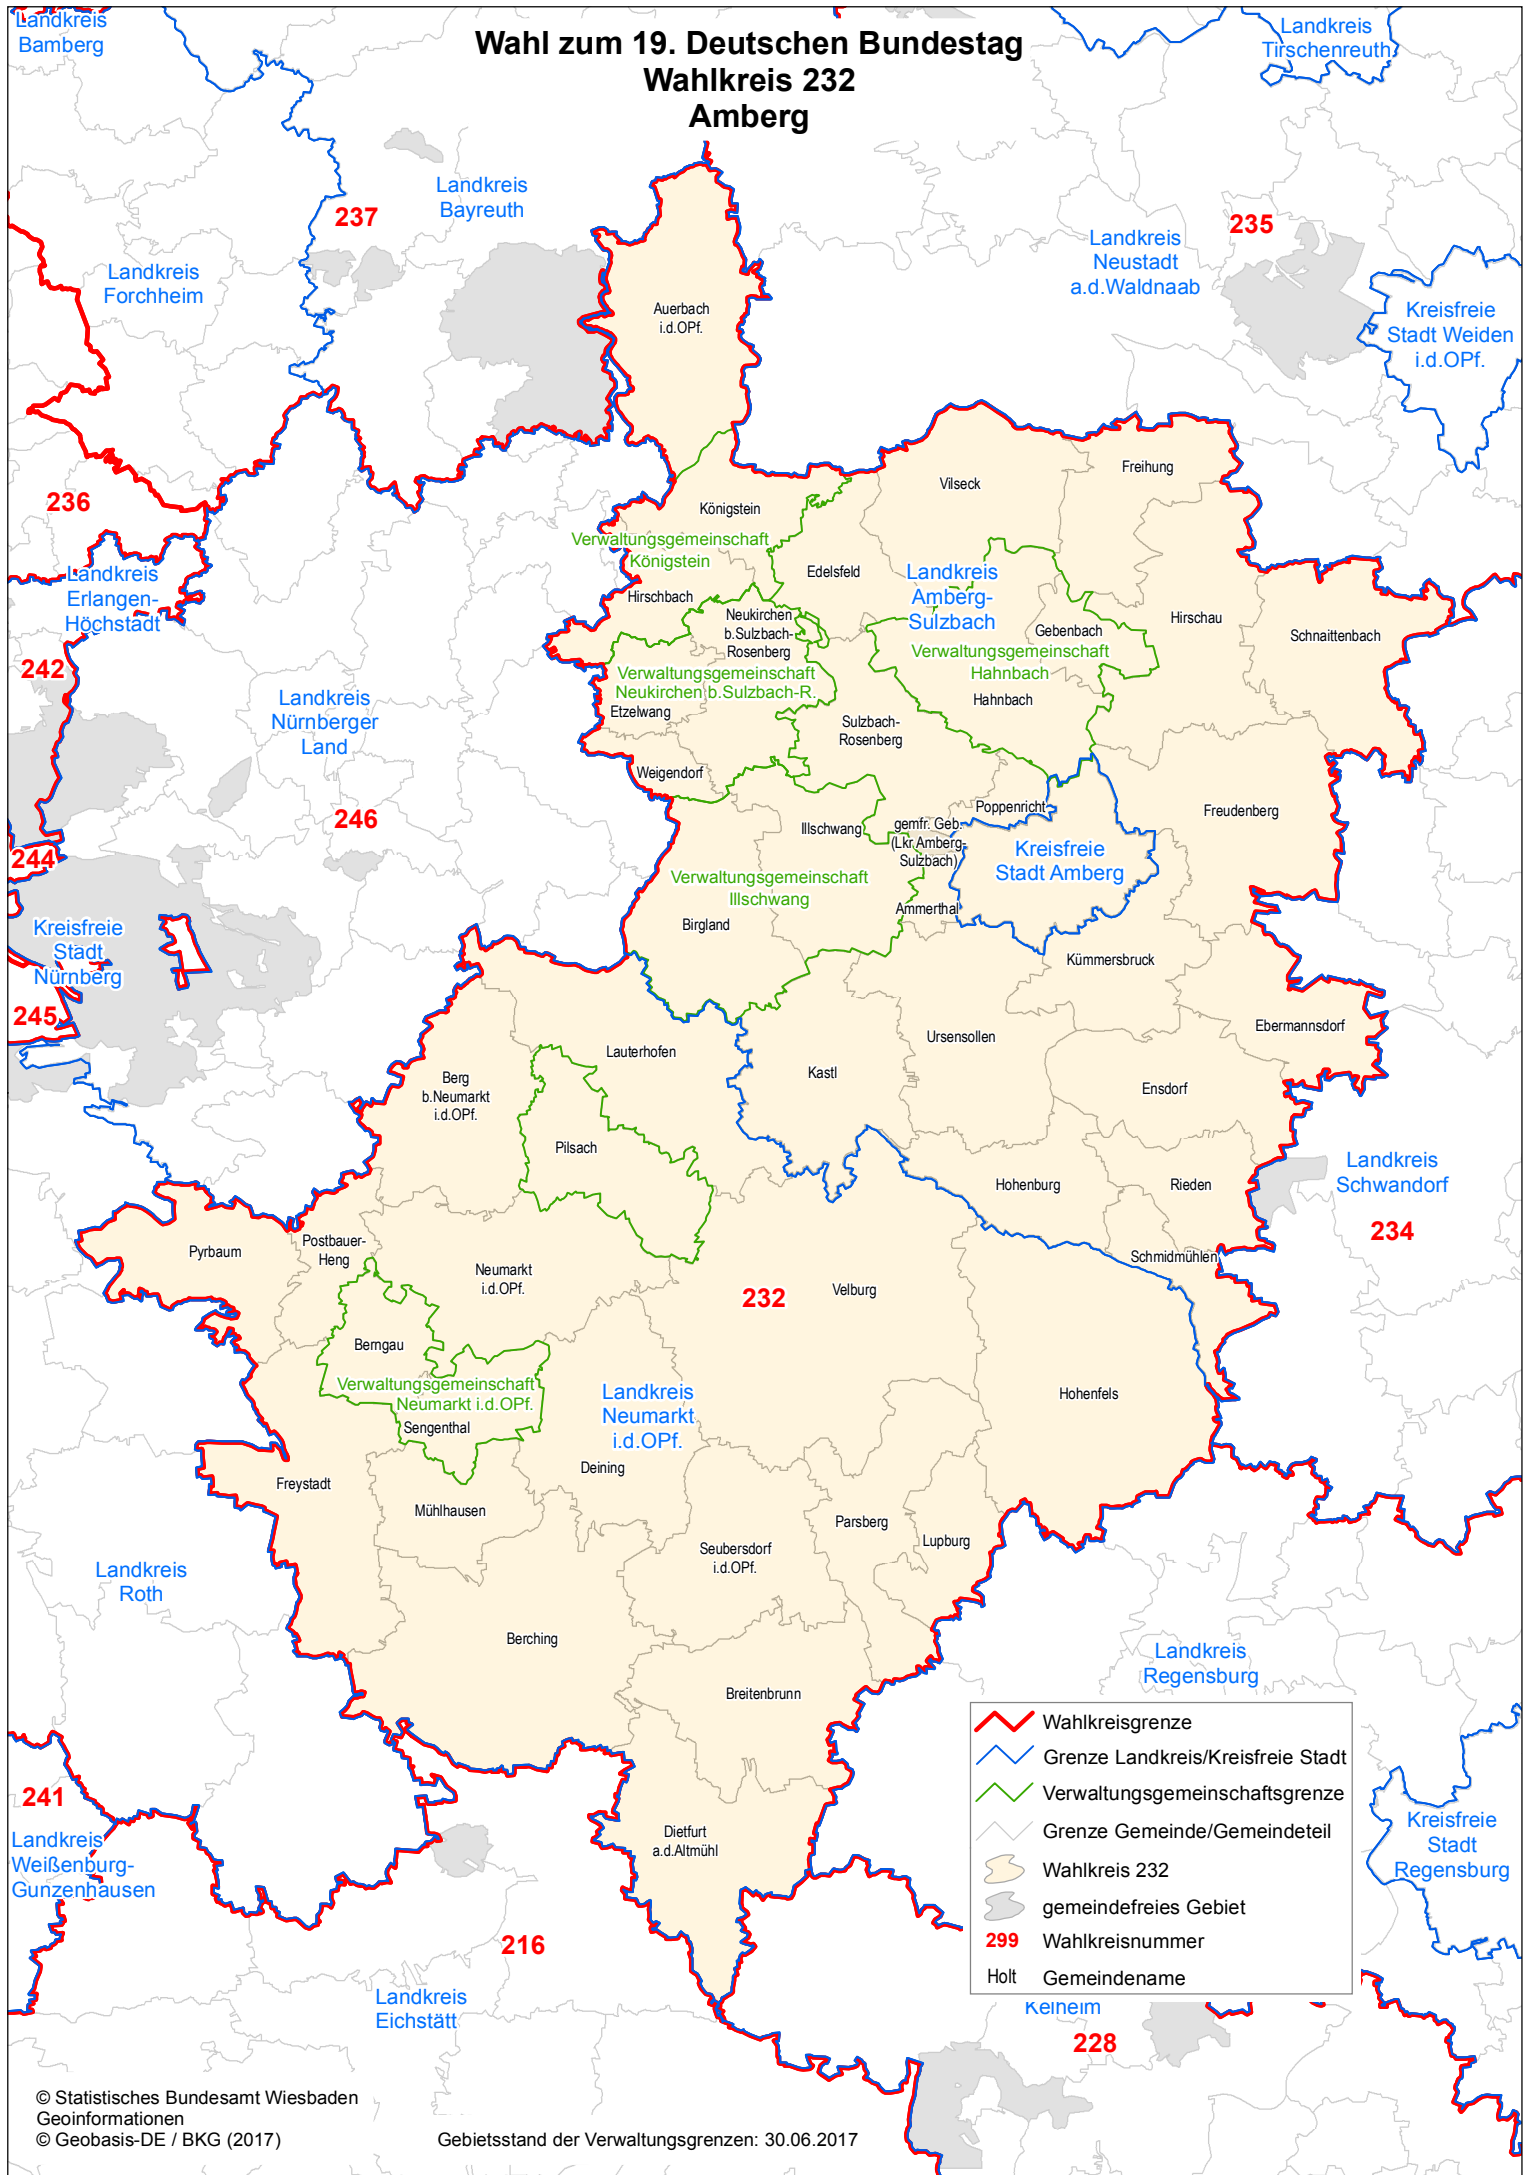 Wahl zum 19. Deutschen Bundestag
Wahlkreis 232
Amberg
Landkreis
Bamberg
Landkreis
Tirschenreuth
Landkreis
Bayreuth
237
235
Landkreis
Neustadt
a.d.Waldnaab
Landkreis
Forchheim
Kreisfreie
Stadt Weiden
i.d.OPf.
Auerbach
i.d.OPf.
236
Freihung
Vilseck
Königstein
Verwaltungsgemeinschaft
Königstein
Edelsfeld
Landkreis
Amberg-
Sulzbach
Landkreis
Erlangen-
Höchstadt
Hirschbach
Neukirchen
b.Sulzbach-
Rosenberg
Gebenbach
Hirschau
Schnaittenbach
Verwaltungsgemeinschaft
Hahnbach
242
Verwaltungsgemeinschaft
Neukirchen b.Sulzbach-R.
Hahnbach
Etzelwang
Landkreis
Nürnberger
Land
Sulzbach-
Rosenberg
Weigendorf
Poppenricht
Freudenberg
246
Illschwang
gemfr. Geb.
(Lkr Amberg-
Sulzbach)
Kreisfreie
Stadt Amberg
244
Verwaltungsgemeinschaft
Illschwang
Ammerthal
Birgland
Kreisfreie
Stadt
Nürnberg
Kümmersbruck
245
Ebermannsdorf
Ursensollen
Lauterhofen
Kastl
Berg
b.Neumarkt
i.d.OPf.
Ensdorf
Pilsach
Landkreis
Schwandorf
Hohenburg
Rieden
234
Pyrbaum
Postbauer-
Heng
Schmidmühlen
Neumarkt
i.d.OPf.
232
Velburg
Berngau
Verwaltungsgemeinschaft
Neumarkt i.d.OPf.
Landkreis
Neumarkt
i.d.OPf.
Hohenfels
Sengenthal
Deining
Freystadt
Mühlhausen
Parsberg
Lupburg
Seubersdorf
i.d.OPf.
Landkreis
Roth
Berching
Landkreis
Regensburg
Breitenbrunn
Wahlkreisgrenze
Grenze Landkreis/Kreisfreie Stadt
Verwaltungsgemeinschaftsgrenze
Grenze Gemeinde/Gemeindeteil
Wahlkreis 232
gemeindefreies Gebiet
299 Wahlkreisnummer
Holt Gemeindename
241
Landkreis
Weißenburg-
Gunzenhausen
Dietfurt
a.d.Altmühl
Kreisfreie
Stadt
Regensburg
216
Landkreis
Eichstätt
Kelheim
228
© Statistisches Bundesamt Wiesbaden
Geoinformationen
© Geobasis-DE / BKG (2017)
Gebietsstand der Verwaltungsgrenzen: 30.06.2017